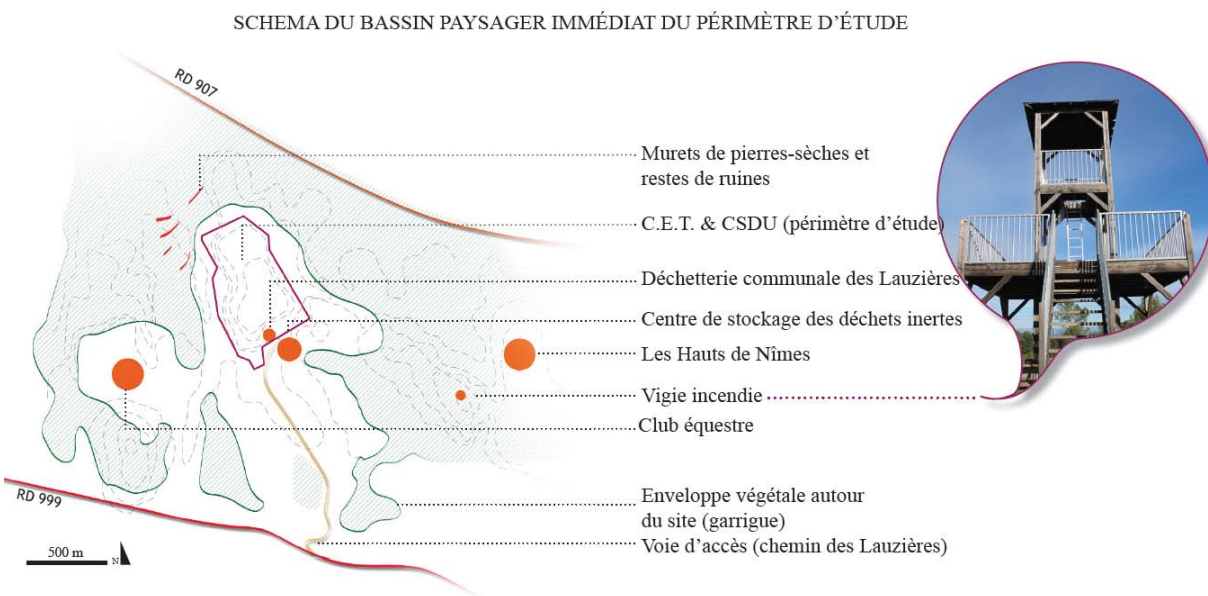 SCHEMA DU BASSIN PAYSAGER IMMÉDIAT DU PÉRIMÈTRE D’ÉTUDE
RD 907
Murets de pierres-sèches et
restes de ruines
C.E.T. & CSDU (périmètre d’étude)
Déchetterie communale des Lauzières
Centre de stockage des déchets inertes
Les Hauts de Nîmes
Vigie incendie
Club équestre
RD 999
Enveloppe végétale autour
du site (garrigue)
Voie d’accès (chemin des Lauzières)
500 m
N